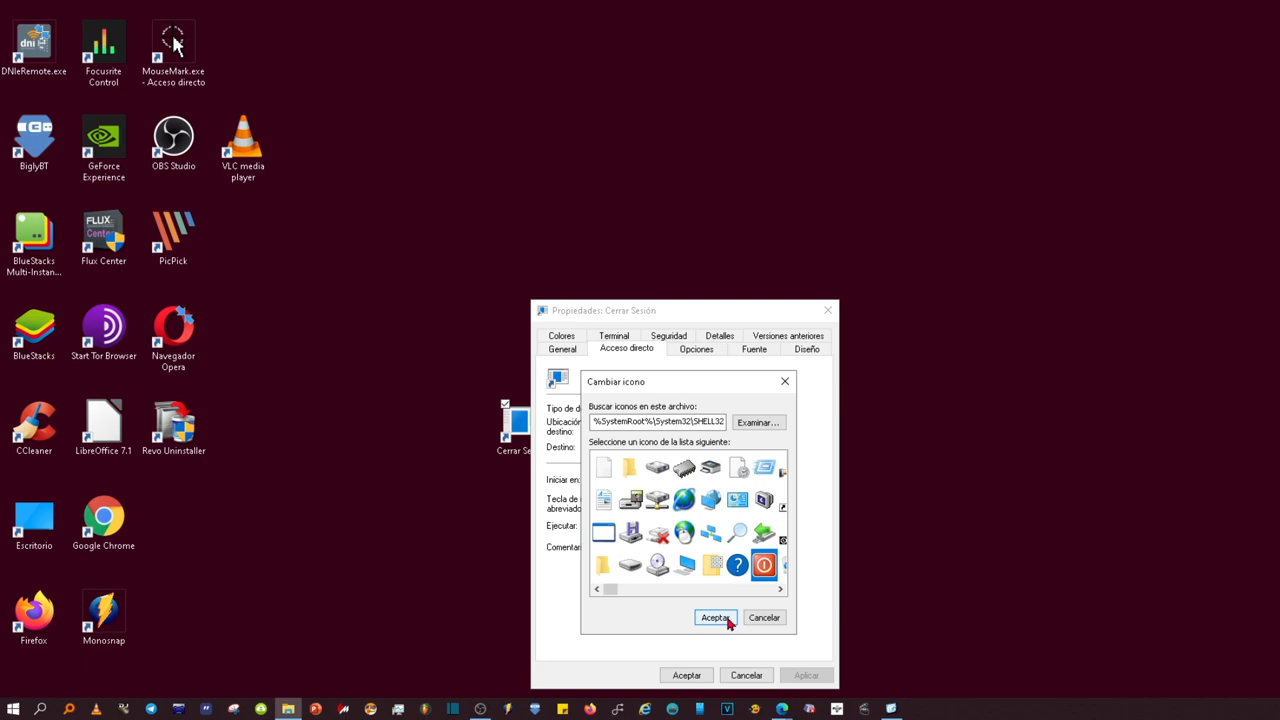 DNIeRemote.exe
Focusrite
Control
MouseMark.exe
- Acceso directo
BiglyBT
GeForce
Experience
OBS Studio
VLC media
player
BlueStacks
Multi-Instan...
FLUX
Center
Flux Center
PicPick
BlueStacks
Start Tor Browser
Navegador
Opera
CCleaner
LibreOffice 7.1
Revo Uninstaller
Escritorio
Google Chrome
Firefox
Monosnap
Cerrar Se
Propiedades: Cerrar Sesión
Colores Terminal Seguridad Detalles Versiones anteriores
General Acceso directo Opciones Fuente Diseño
Tipo de d
Ubicación
destino:
Destino:
Iniciar en:
Tecla de
abreviado
Ejecutar:
Comentar
Cambiar icono
Buscar iconos en este archivo:
%SystemRoot%\System32\SHELL32
Examinar...
Seleccione un icono de la lista siguiente:
Aceptar Cancelar
Aceptar Cancelar Aplicar